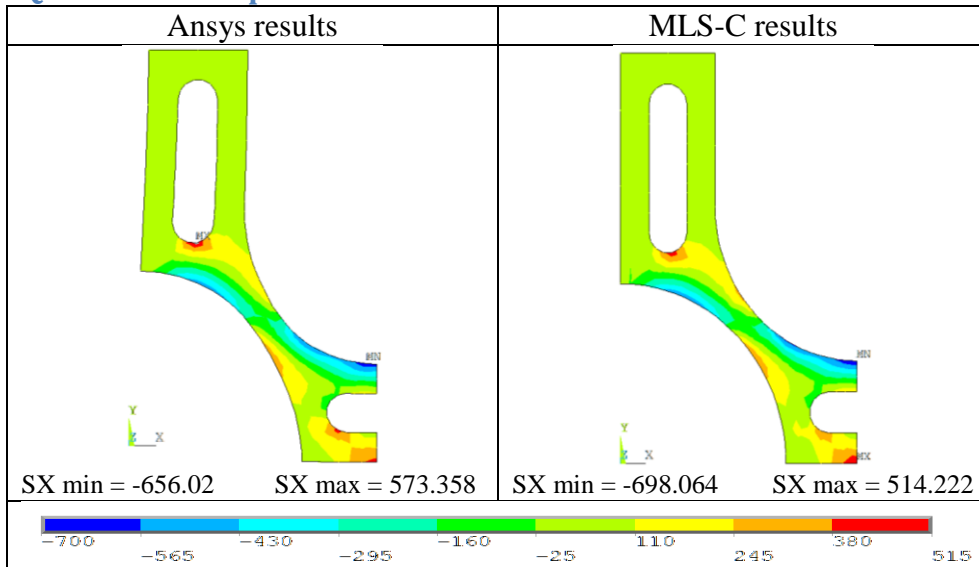 Ansys results
MLS-C results
MX
MN
Y
Z X
MN
Y
Z X
MX
SX min = -656.02 SX max = 573.358
SX min = -698.064 SX max = 514.222
-700 -430 -160 110 380
-565 -295 -25 245 515